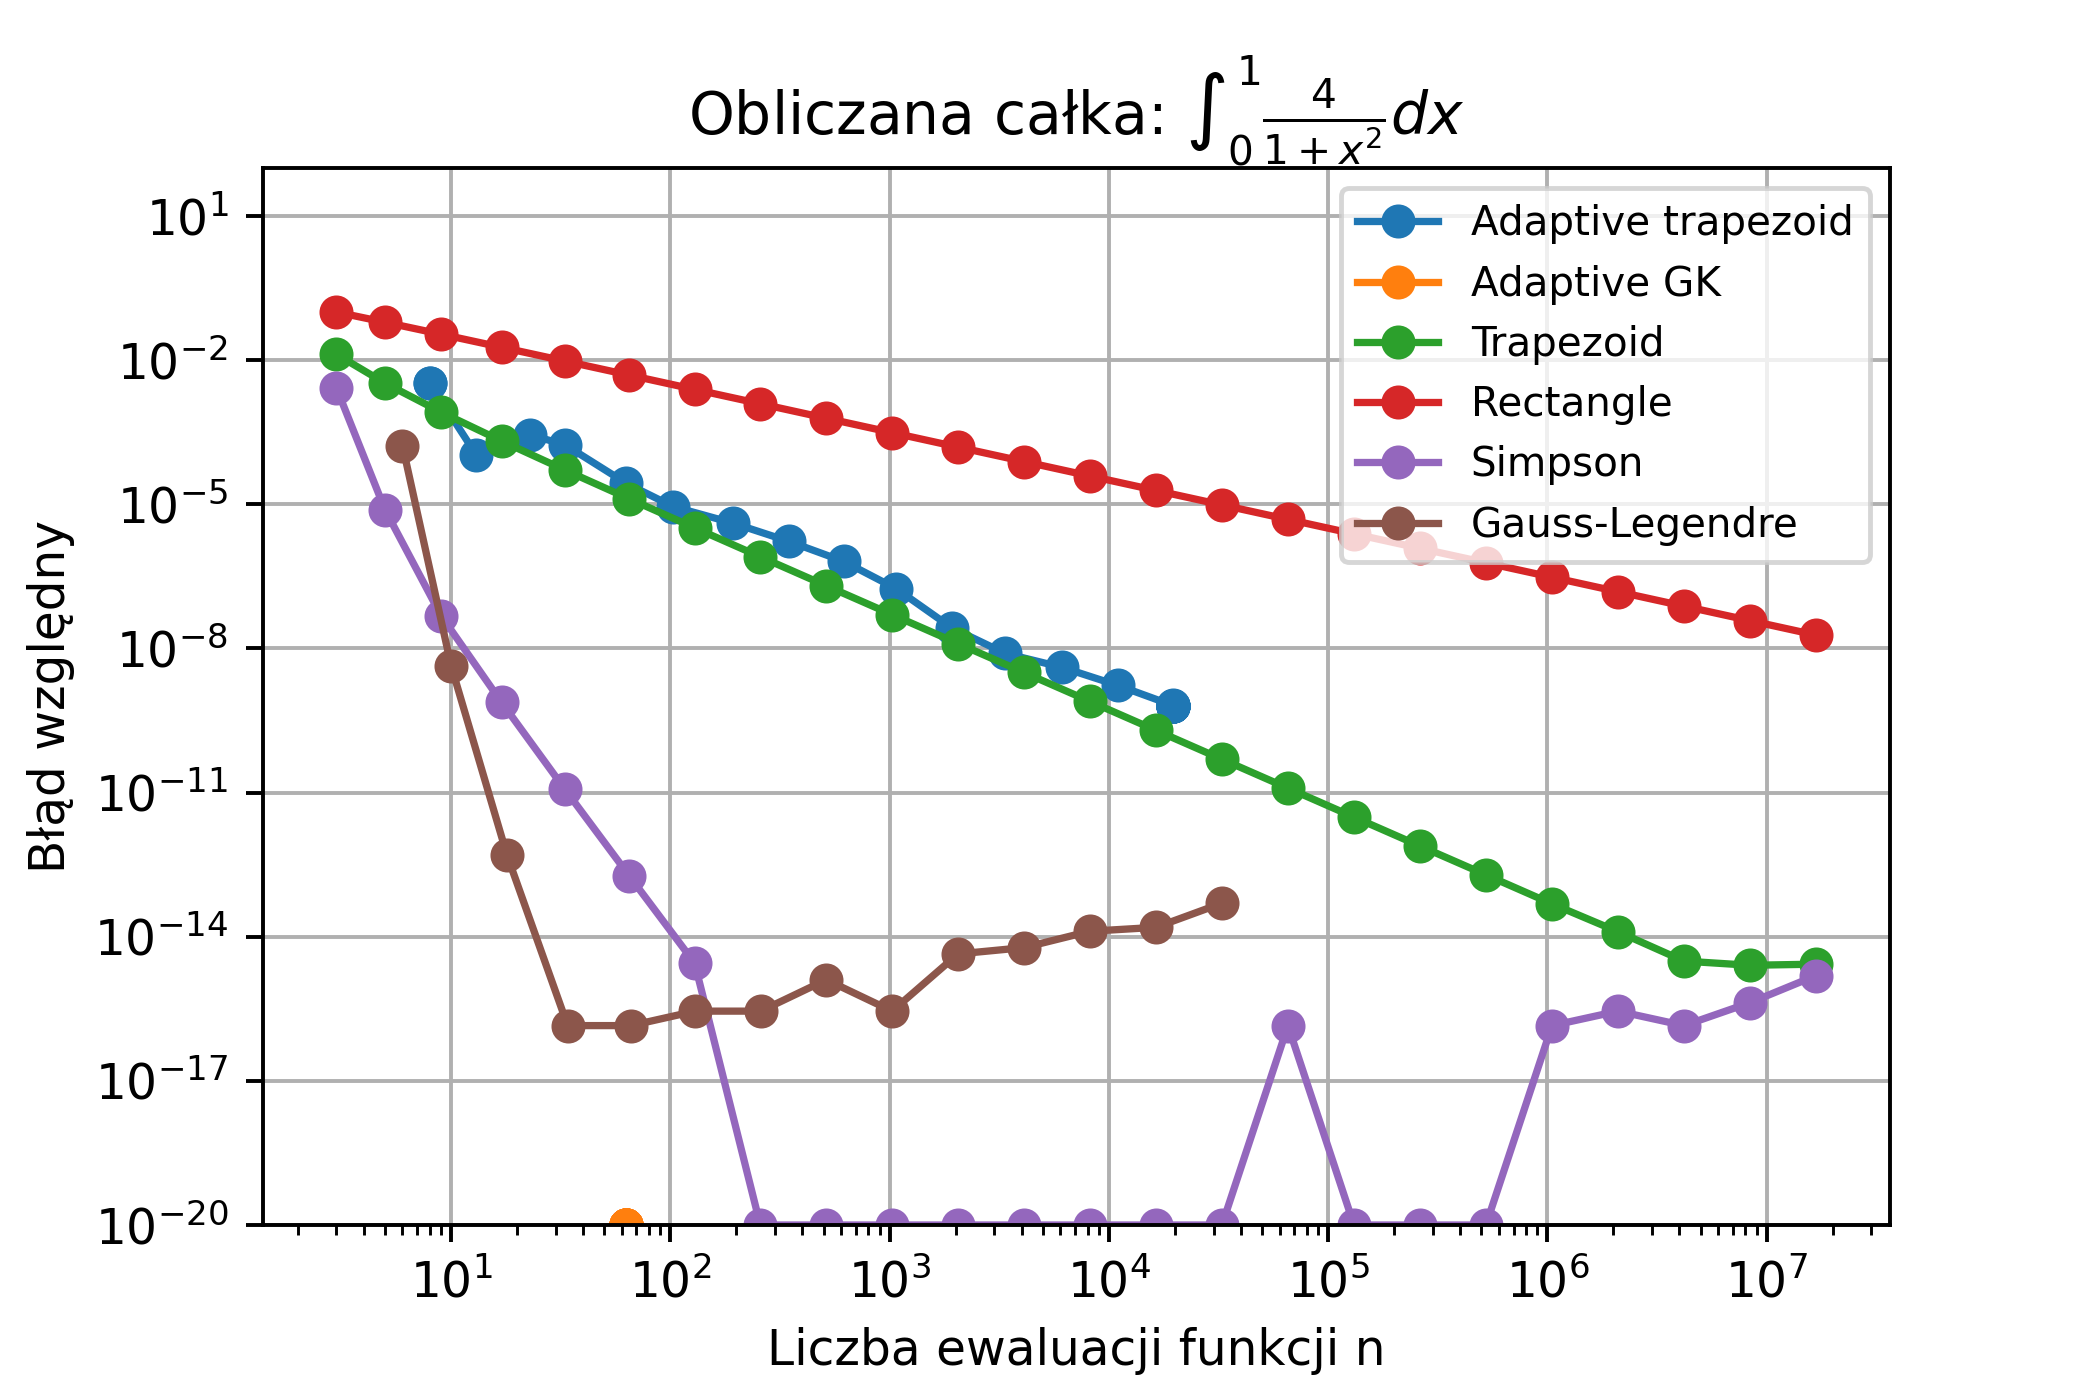 Obliczana całka: ∫₀¹ 4/(1 + x²) dx
Adaptive trapezoid
Adaptive GK
Trapezoid
Rectangle
Simpson
Gauss-Legendre
Błąd względny
10¹
10⁻²
10⁻⁵
10⁻⁸
10⁻¹¹
10⁻¹⁴
10⁻¹⁷
10⁻²⁰
10¹ 10² 10³ 10⁴ 10⁵ 10⁶ 10⁷
Liczba ewaluacji funkcji n